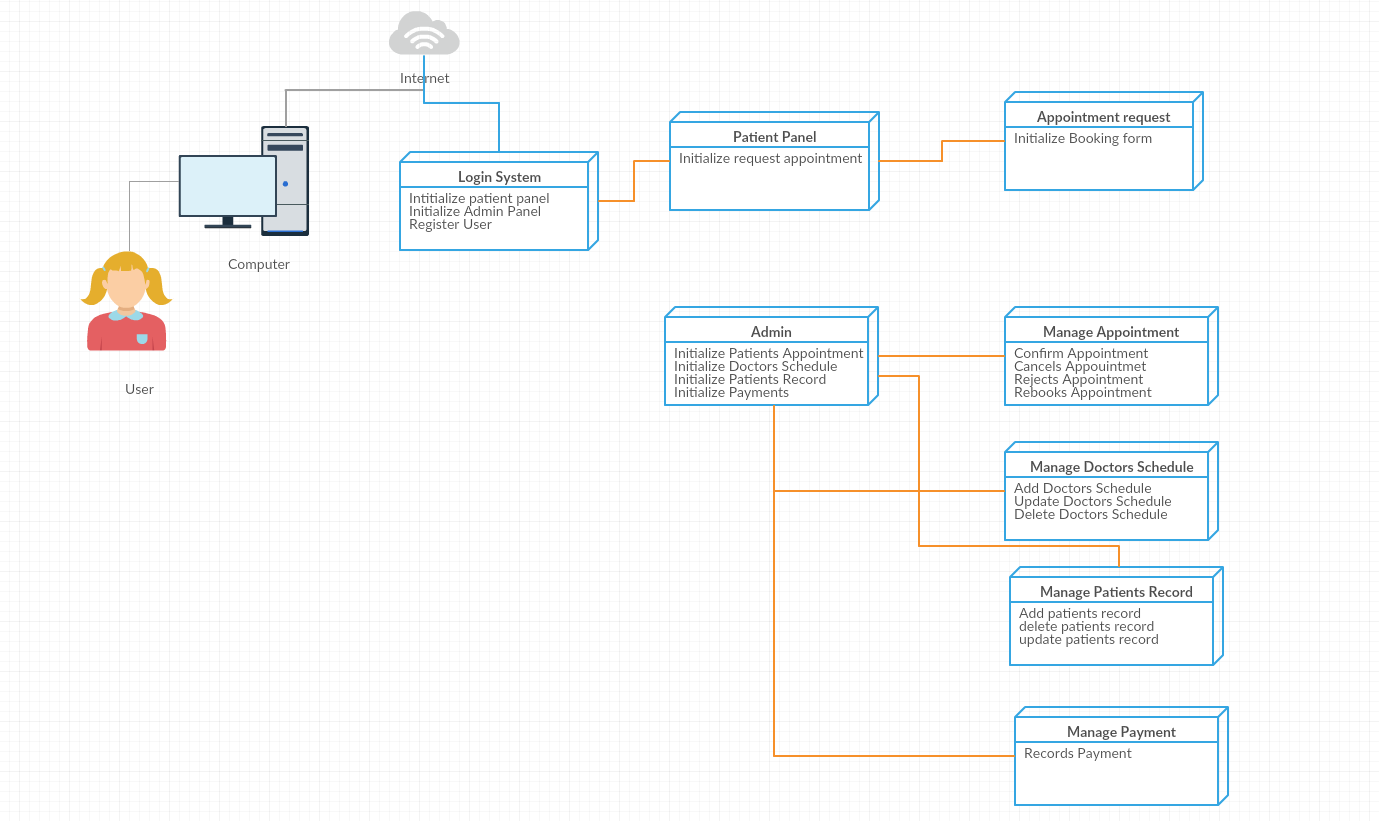 Internet
Computer
User
Login System
Intitialize patient panel
Initialize Admin Panel
Register User
Patient Panel
Initialize request appointment
Appointment request
Initialize Booking form
Admin
Initialize Patients Appointment
Initialize Doctors Schedule
Initialize Patients Record
Initialize Payments
Manage Appointment
Confirm Appointment
Cancels Appouintmet
Rejects Appointment
Rebooks Appointment
Manage Doctors Schedule
Add Doctors Schedule
Update Doctors Schedule
Delete Doctors Schedule
Manage Patients Record
Add patients record
delete patients record
update patients record
Manage Payment
Records Payment